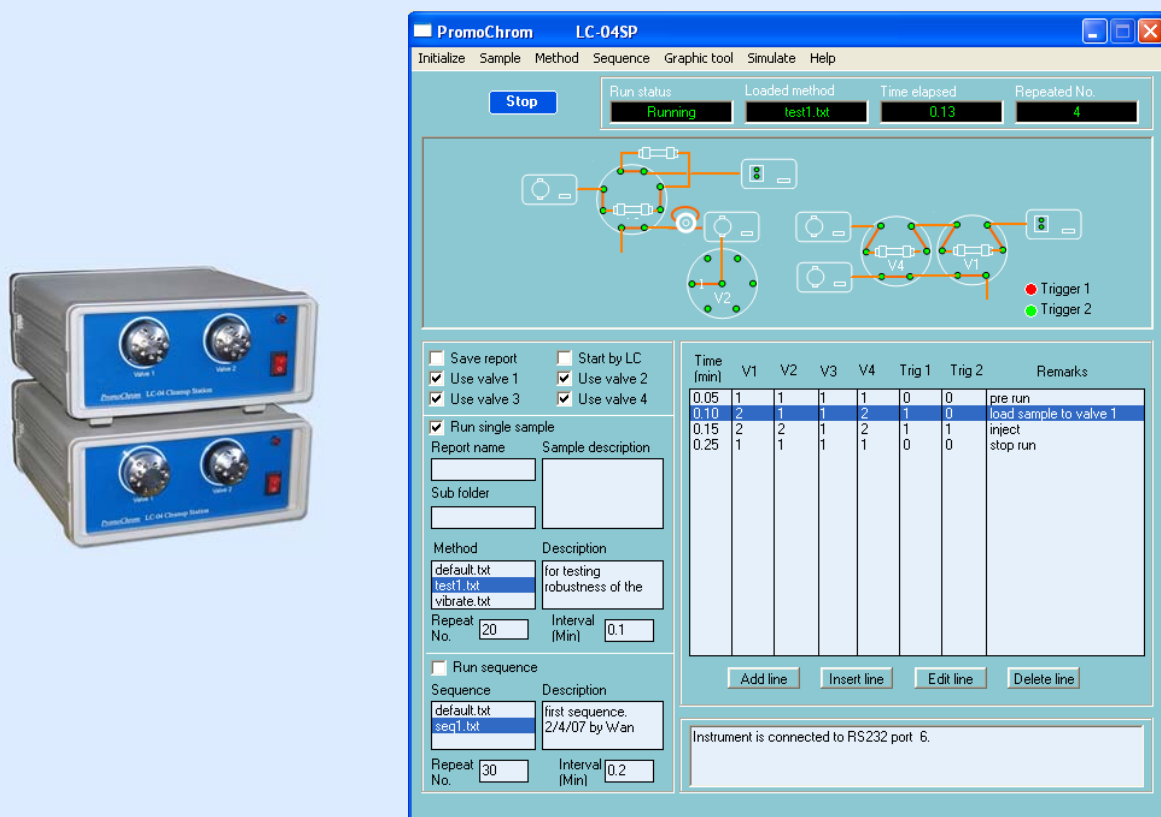 PromoChrom LC-04SP
Initialize Sample Method Sequence Graphic tool Simulate Help
Stop
Run status Loaded method Time elapsed Repeated No.
Running test1.txt 0.13 4
V4 V1
1
V2
Trigger 1
Trigger 2
Save report Start by LC
Use valve 1 Use valve 2
Use valve 3 Use valve 4
Run single sample
Report name Sample description
Sub folder
Method Description
default.txt for testing
test1.txt robustness of the
vibrate.txt
Repeat No. 20 Interval (Min) 0.1
Run sequence
Sequence Description
default.txt first sequence.
seq1.txt 2/4/07 by Wan
Repeat No. 30 Interval (Min) 0.2
Time (min) V1 V2 V3 V4 Trig 1 Trig 2 Remarks
0.05 1 1 1 1 0 0 pre run
0.10 2 1 1 2 1 0 load sample to valve 1
0.15 2 2 1 2 1 1 inject
0.25 1 1 1 1 0 0 stop run
Add line Insert line Edit line Delete line
Instrument is connected to RS232 port 6.
Valve 1 Valve 2
PromoChrom LC-04 Cleanup Station
Valve 1 Valve 2
PromoChrom LC-04 Cleanup Station